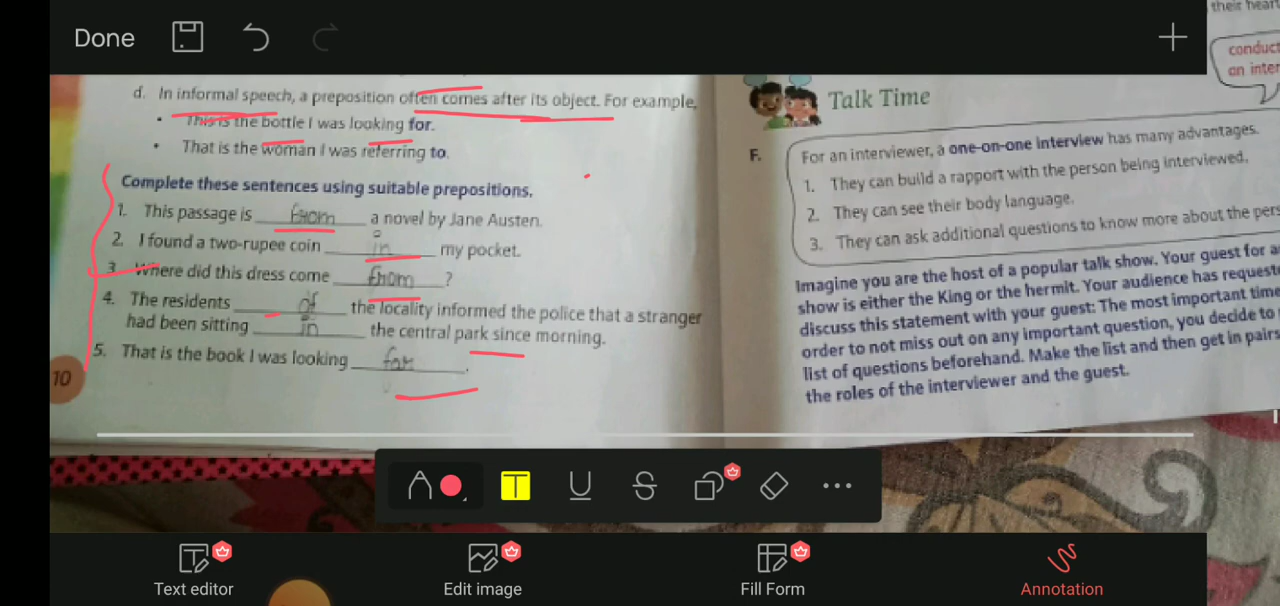 Done
their heart
conduct
an inter
d. In informal speech, a preposition often comes after its object. For example,
• This is the bottle I was looking for.
• That is the woman I was referring to.
Complete these sentences using suitable prepositions.
1. This passage is from a novel by Jane Austen.
2. I found a two-rupee coin in my pocket.
3. Where did this dress come from ?
4. The residents of the locality informed the police that a stranger
had been sitting in the central park since morning.
5. That is the book I was looking for.
10
Talk Time
F. For an interviewer, a one-on-one interview has many advantages.
1. They can build a rapport with the person being interviewed.
2. They can see their body language.
3. They can ask additional questions to know more about the pers
Imagine you are the host of a popular talk show. Your guest for a
show is either the King or the hermit. Your audience has request
discuss this statement with your guest: The most important time
order to not miss out on any important question, you decide to
list of questions beforehand. Make the list and then get in pairs
the roles of the interviewer and the guest.
T
U
S
Text editor
Edit image
Fill Form
Annotation